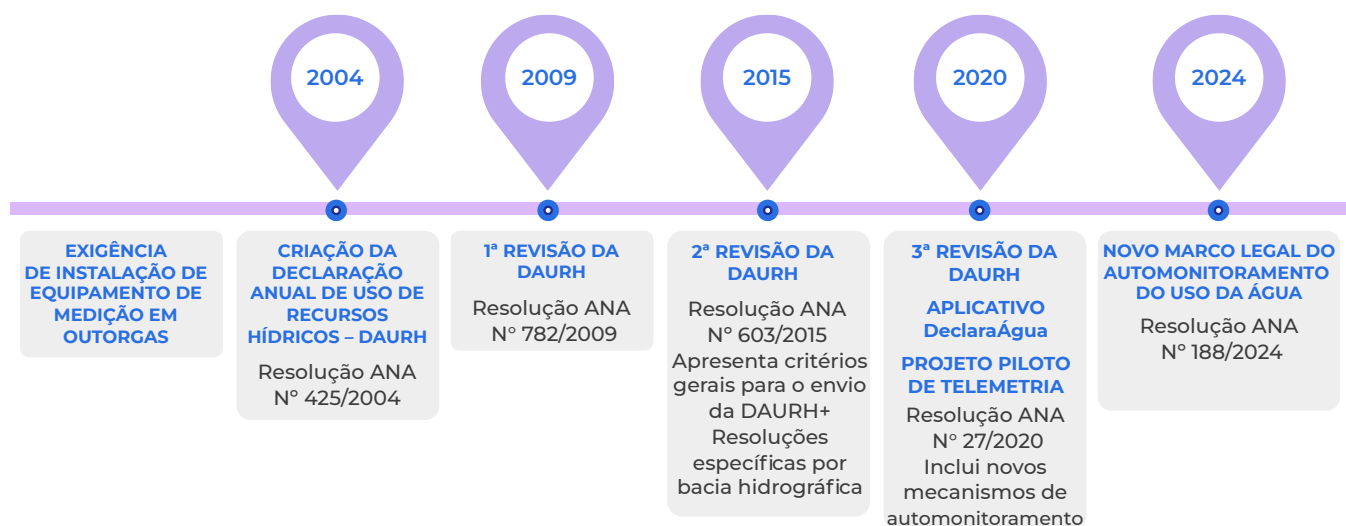 2004
2009
2015
2020
2024
EXIGÊNCIA
DE INSTALAÇÃO DE
EQUIPAMENTO DE
MEDIÇÃO EM
OUTORGAS
CRIAÇÃO DA
DECLARAÇÃO
ANUAL DE USO DE
RECURSOS
HÍDRICOS – DAURH
Resolução ANA
Nº 425/2004
1ª REVISÃO DA
DAURH
Resolução ANA
N° 782/2009
2ª REVISÃO DA
DAURH
Resolução ANA
Nº 603/2015
Apresenta critérios
gerais para o envio
da DAURH+
Resoluções
específicas por
bacia hidrográfica
3ª REVISÃO DA
DAURH
APLICATIVO
DeclaraÁgua
PROJETO PILOTO
DE TELEMETRIA
Resolução ANA
N° 27/2020
Inclui novos
mecanismos de
automonitoramento
NOVO MARCO LEGAL DO
AUTOMONITORAMENTO
DO USO DA ÁGUA
Resolução ANA
Nº 188/2024